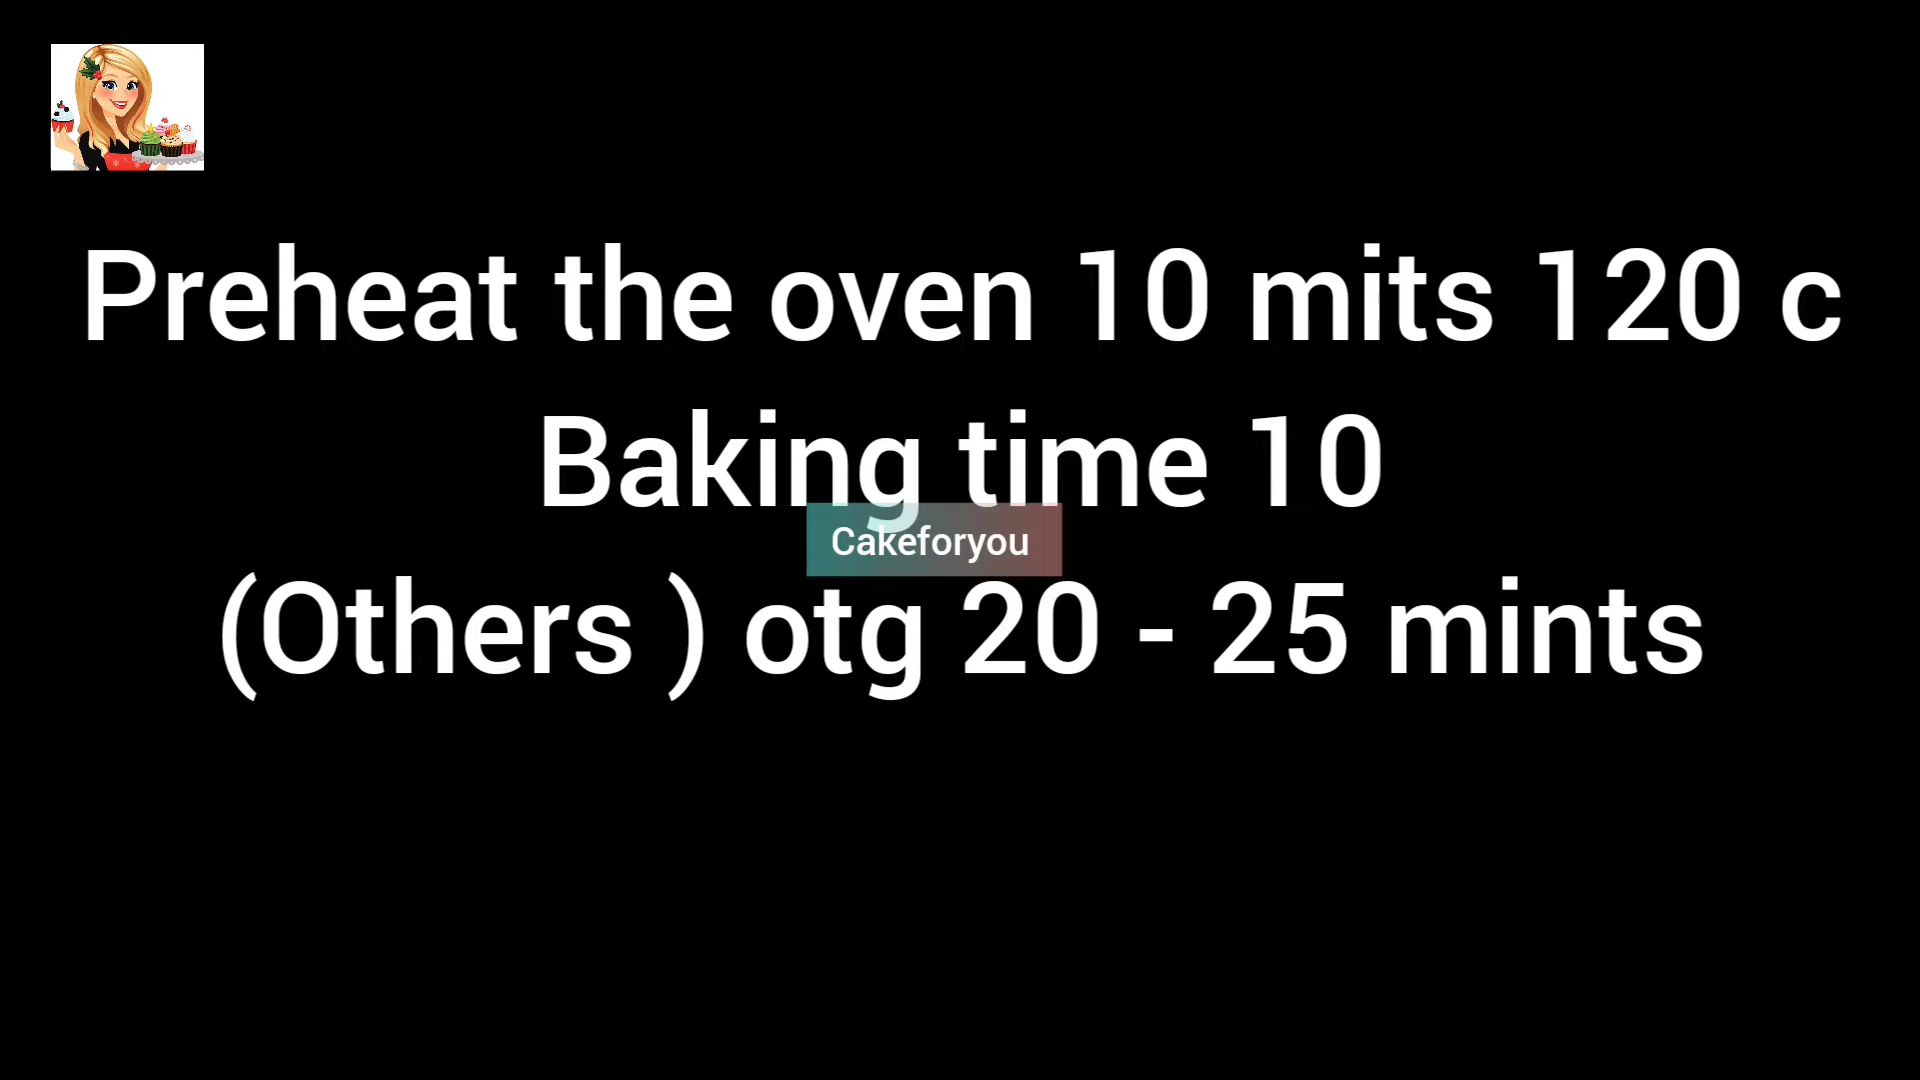 Preheat the oven 10 mits 120 c
Baking time 10
Cakeforyou
(Others ) otg 20 - 25 mints